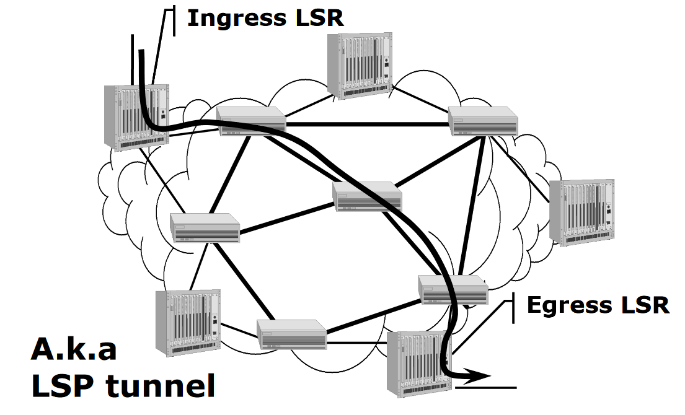 Ingress LSR
Egress LSR
A.k.a
LSP tunnel